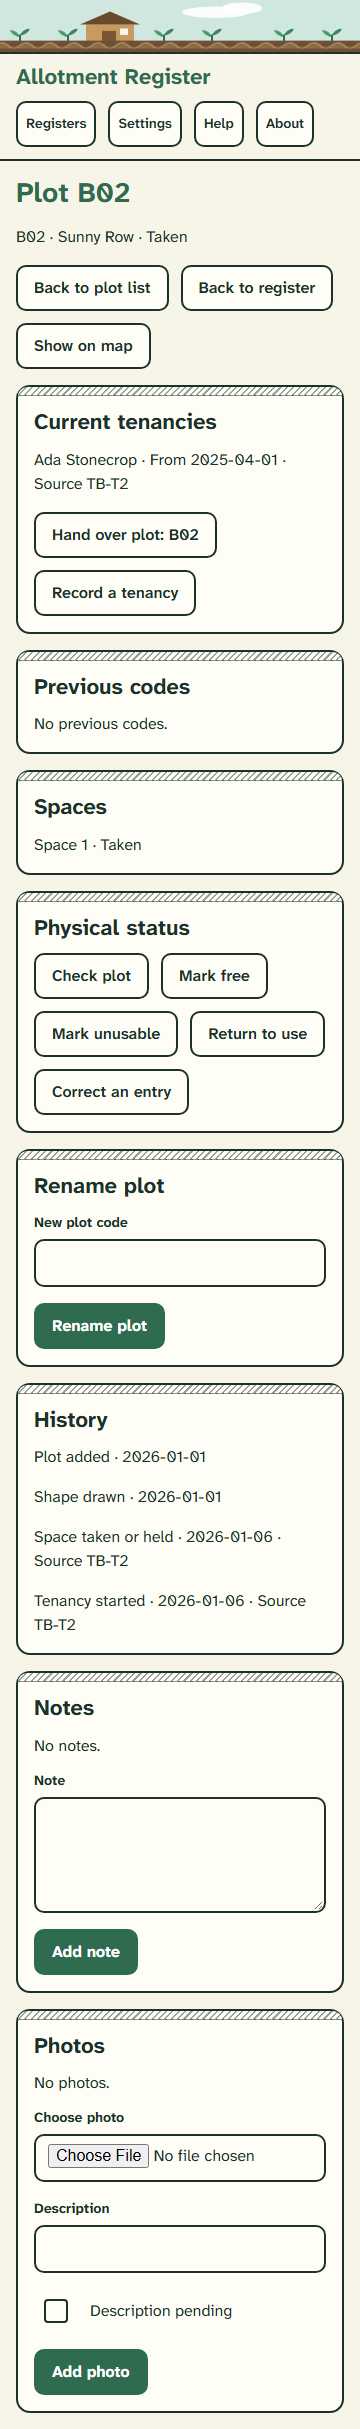 Allotment Register
Registers
Settings
Help
About
Plot B02
B02 · Sunny Row · Taken
Back to plot list
Back to register
Show on map
Current tenancies
Ada Stonecrop · From 2025-04-01 ·
Source TB-T2
Hand over plot: B02
Record a tenancy
Previous codes
No previous codes.
Spaces
Space 1 · Taken
Physical status
Check plot
Mark free
Mark unusable
Return to use
Correct an entry
Rename plot
New plot code
Rename plot
History
Plot added · 2026-01-01
Shape drawn · 2026-01-01
Space taken or held · 2026-01-06 ·
Source TB-T2
Tenancy started · 2026-01-06 · Source
TB-T2
Notes
No notes.
Note
Add note
Photos
No photos.
Choose photo
Choose File No file chosen
Description
Description pending
Add photo